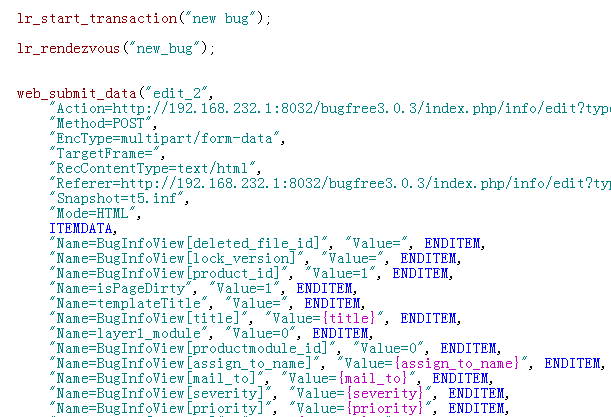 lr_start_transaction("new bug");
lr_rendezvous("new_bug");
web_submit_data("edit_2",
"Action=http://192.168.232.1:8032/bugfree3.0.3/index.php/info/edit?typ
"Method=POST",
"EncType=multipart/form-data",
"TargetFrame=",
"RecContentType=text/html",
"Referer=http://192.168.232.1:8032/bugfree3.0.3/index.php/info/edit?ty
"Snapshot=t5.inf",
"Mode=HTML",
ITEMDATA,
"Name=BugInfoView[deleted_file_id]", "Value=", ENDITEM,
"Name=BugInfoView[lock_version]", "Value=", ENDITEM,
"Name=BugInfoView[product_id]", "Value=1", ENDITEM,
"Name=isPageDirty", "Value=1", ENDITEM,
"Name=templateTitle", "Value=", ENDITEM,
"Name=BugInfoView[title]", "Value={title}", ENDITEM,
"Name=layer1_module", "Value=0", ENDITEM,
"Name=BugInfoView[productmodule_id]", "Value=0", ENDITEM,
"Name=BugInfoView[assign_to_name]", "Value={assign_to_name}", ENDITEM,
"Name=BugInfoView[mail_to]", "Value={mail_to}", ENDITEM,
"Name=BugInfoView[severity]", "Value={severity}", ENDITEM,
"Name=BugInfoView[priority]", "Value={priority}", ENDITEM,